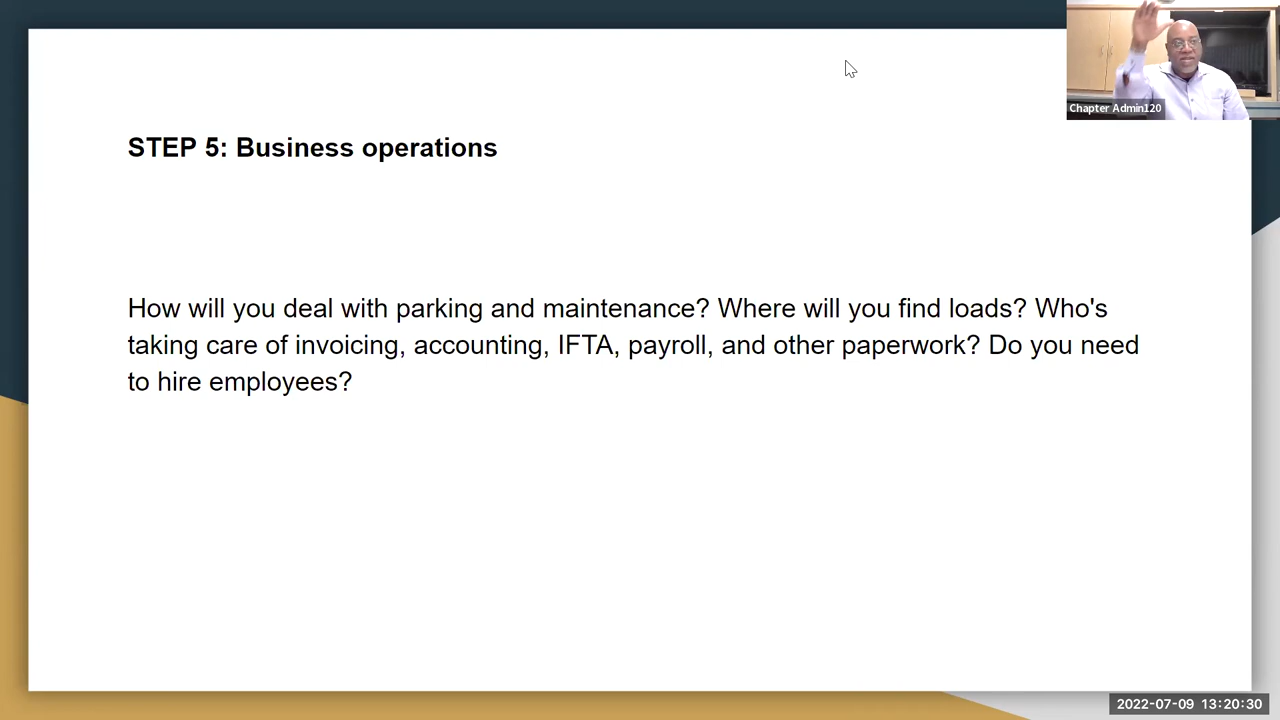 Chapter Admin120
STEP 5: Business operations
How will you deal with parking and maintenance? Where will you find loads? Who's
taking care of invoicing, accounting, IFTA, payroll, and other paperwork? Do you need
to hire employees?
2022-07-09 13:20:30